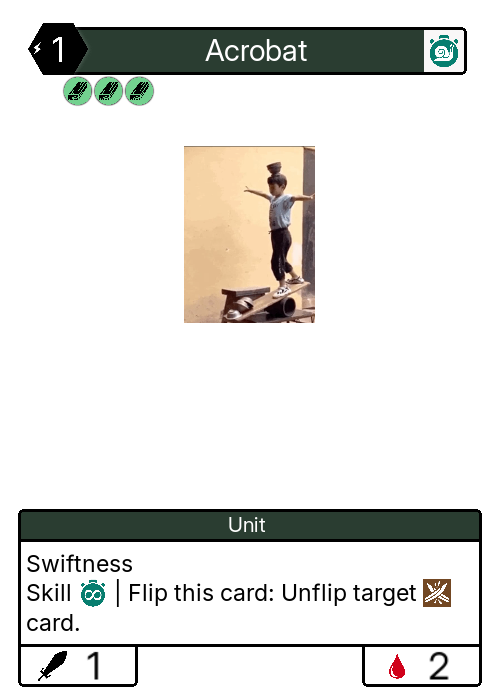 1
Acrobat
Unit
Swiftness
Skill | Flip this card: Unflip target
card.
1
2